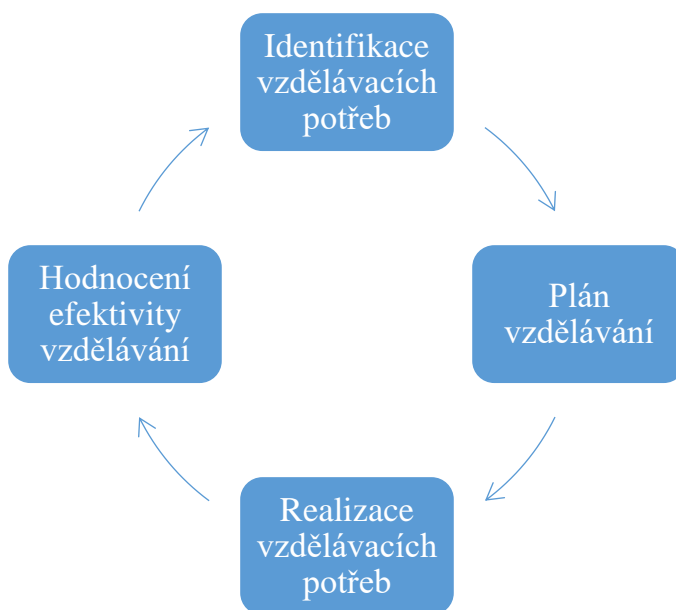 Identifikace
vzdělávacích
potřeb
Plán
vzdělávání
Realizace
vzdělávacích
potřeb
Hodnocení
efektivity
vzdělávání